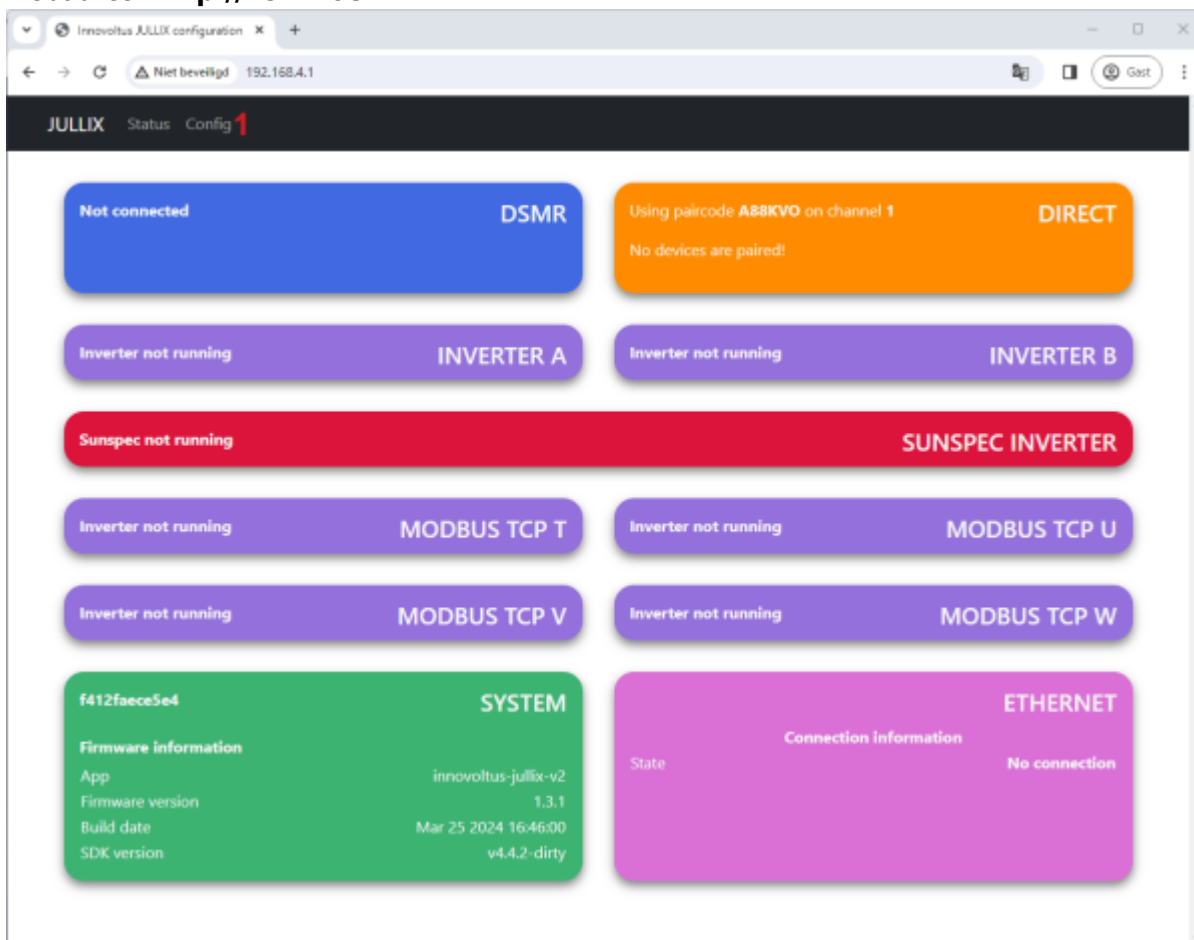 Innovoltus JULLIX configuration
Niet beveiligd 192.168.4.1 Gast
JULLIX Status Config 1
Not connected DSMR
Using paircode A88KVO on channel 1 DIRECT
No devices are paired!
Inverter not running INVERTER A
Inverter not running INVERTER B
Sunspec not running SUNSPEC INVERTER
Inverter not running MODBUS TCP T
Inverter not running MODBUS TCP U
Inverter not running MODBUS TCP V
Inverter not running MODBUS TCP W
f412faece5e4 SYSTEM
Firmware information
App innovoltus-jullix-v2
Firmware version 1.3.1
Build date Mar 25 2024 16:46:00
SDK version v4.4.2-dirty
ETHERNET
Connection information
State No connection